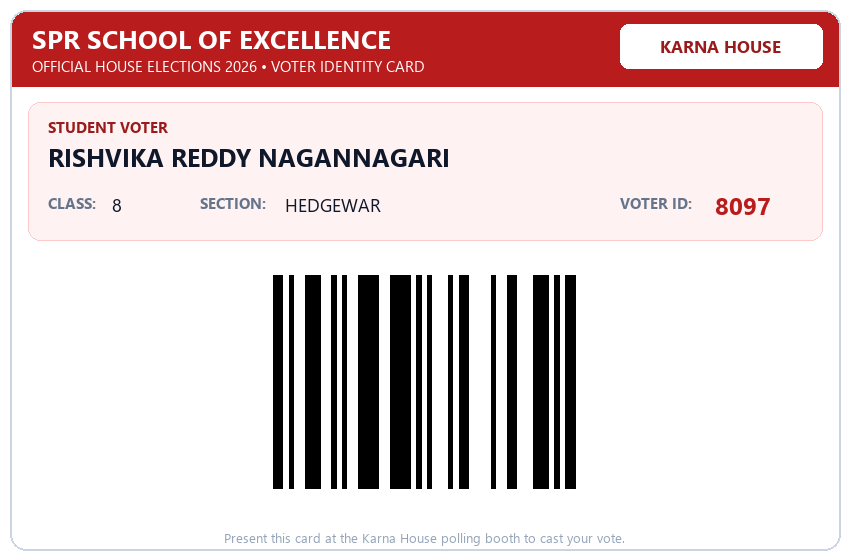 SPR SCHOOL OF EXCELLENCE
OFFICIAL HOUSE ELECTIONS 2026 • VOTER IDENTITY CARD
KARNA HOUSE
STUDENT VOTER
RISHVIKA REDDY NAGANNAGARI
CLASS: 8 SECTION: HEDGEWAR VOTER ID: 8097
Present this card at the Karna House polling booth to cast your vote.